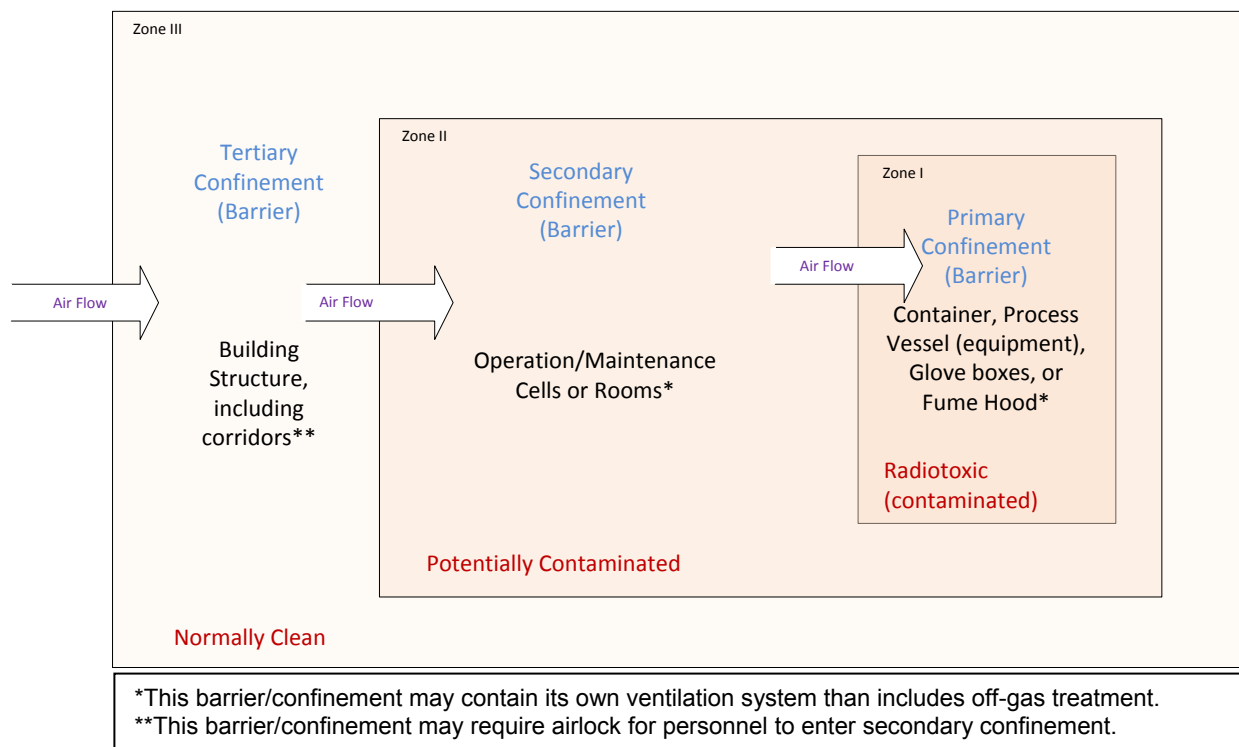 Zone III
Zone II
Tertiary
Confinement
(Barrier)
Secondary
Confinement
(Barrier)
Zone I
Primary
Confinement
(Barrier)
Air Flow
Air Flow
Air Flow
Building
Structure,
including
corridors**
Operation/Maintenance
Cells or Rooms*
Container, Process
Vessel (equipment),
Glove boxes, or
Fume Hood*
Radiotoxic
(contaminated)
Potentially Contaminated
Normally Clean
*This barrier/confinement may contain its own ventilation system than includes off-gas treatment.
**This barrier/confinement may require airlock for personnel to enter secondary confinement.